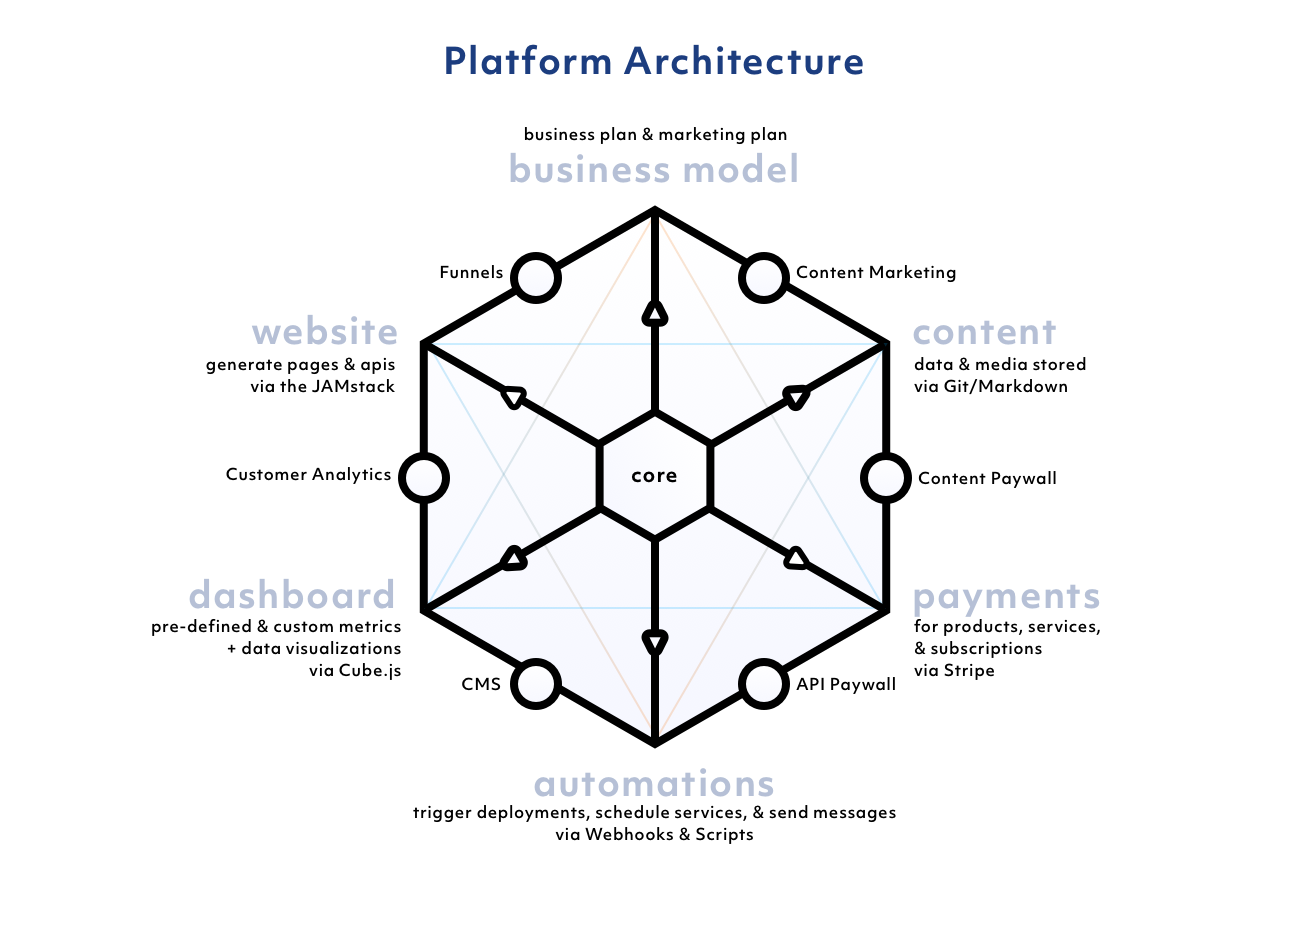 Platform Architecture
business plan & marketing plan
business model
Funnels
Content Marketing
website
generate pages & apis
via the JAMstack
content
data & media stored
via Git/Markdown
Customer Analytics
core
Content Paywall
dashboard
pre-defined & custom metrics
+ data visualizations
via Cube.js
payments
for products, services,
& subscriptions
via Stripe
CMS
API Paywall
automations
trigger deployments, schedule services, & send messages
via Webhooks & Scripts